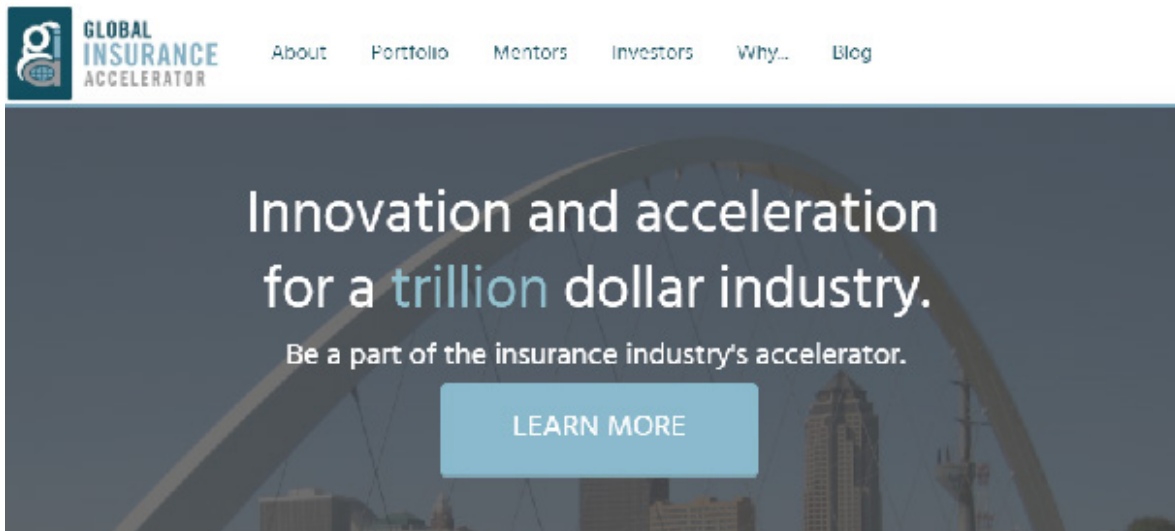 gia
GLOBAL
INSURANCE
ACCELERATOR
About Portfolio Mentors Investors Why... Blog
Innovation and acceleration
for a trillion dollar industry.
Be a part of the insurance industry's accelerator.
LEARN MORE